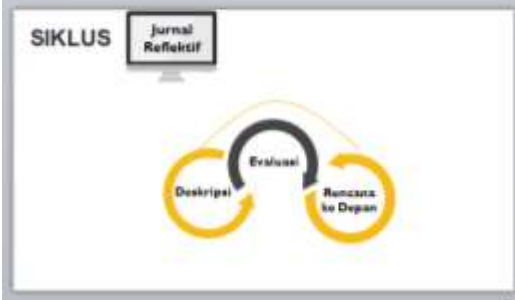 SIKLUS
Jurnal
Reflektif
Evaluasi
Deskripsi
Rencana
ke Depan